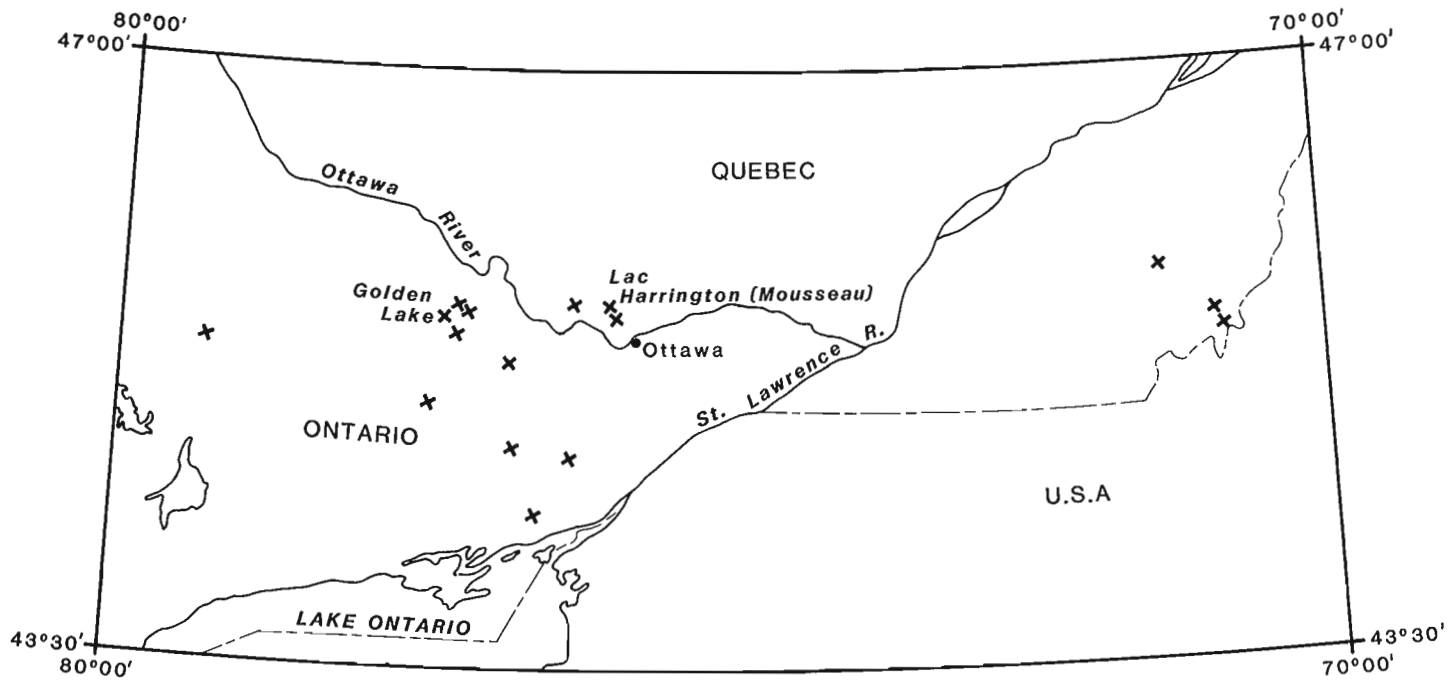 80°00'
70°00'
47°00'
47°00'
Ottawa
River
QUEBEC
Lac
Harrington (Mousseau)
Golden
Lake
Ottawa
St. Lawrence R.
ONTARIO
U.S.A
LAKE ONTARIO
43°30'
43°30'
80°00'
70°00'